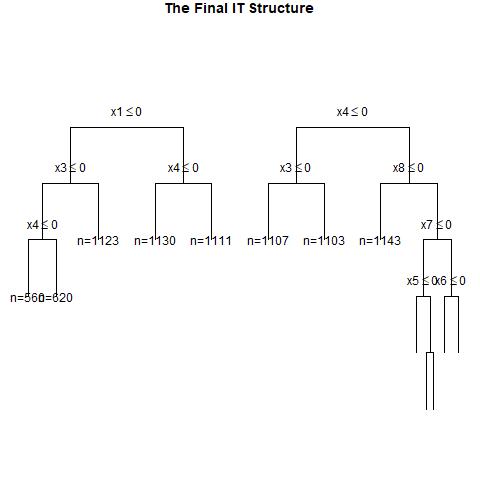 The Final IT Structure
x1 ≤ 0 x4 ≤ 0
x3 ≤ 0 x4 ≤ 0 x3 ≤ 0 x8 ≤ 0
x4 ≤ 0 n=1123 n=1130 n=1111 n=1107 n=1103 n=1143 x7 ≤ 0
n=560 n=620 x5 ≤ 0 x6 ≤ 0